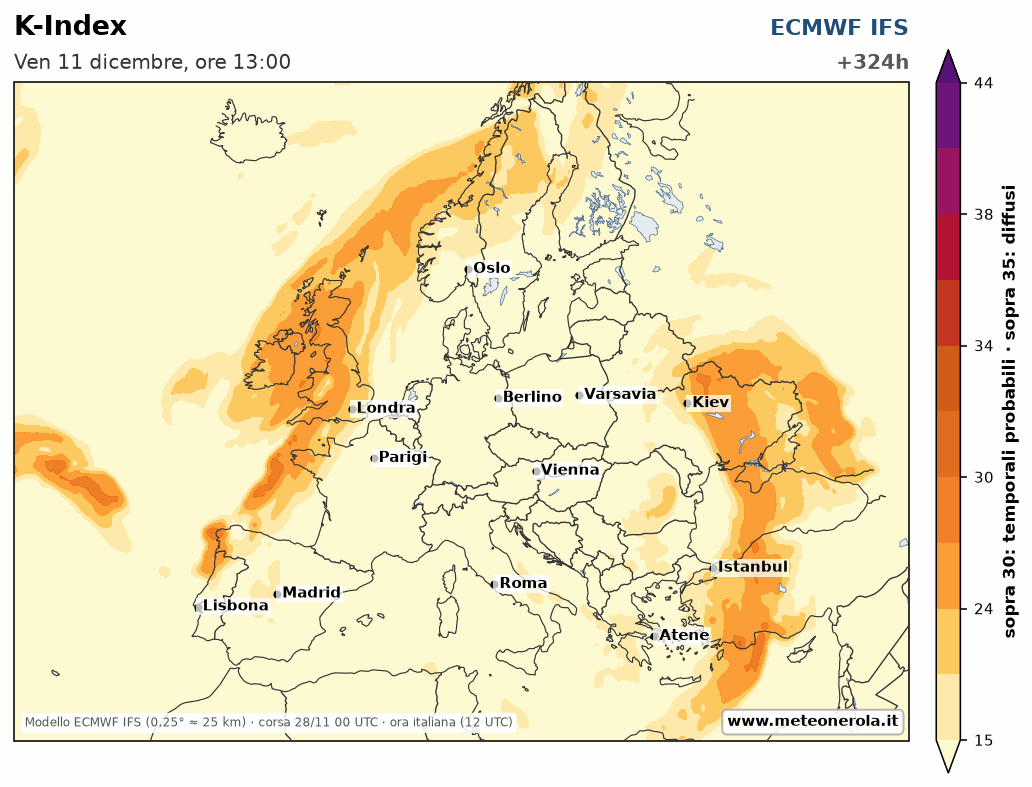 K-Index
ECMWF IFS
Ven 11 dicembre, ore 13:00
+324h
44
38
34
30
24
15
sopra 30: temporali probabili · sopra 35: diffusi
Oslo
Londra
Berlino
Varsavia
Kiev
Parigi
Vienna
Istanbul
Roma
Madrid
Lisbona
Atene
Modello ECMWF IFS (0,25° ≈ 25 km) · corsa 28/11 00 UTC · ora italiana (12 UTC)
www.meteonerola.it